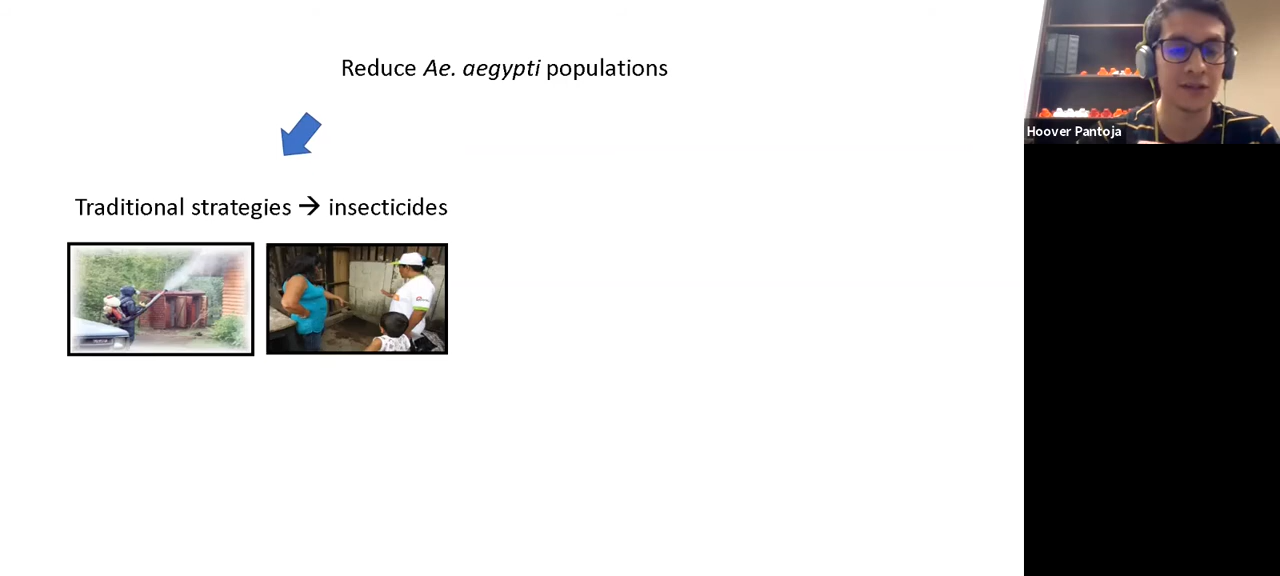 Reduce Ae. aegypti populations
Traditional strategies → insecticides
Hoover Pantoja